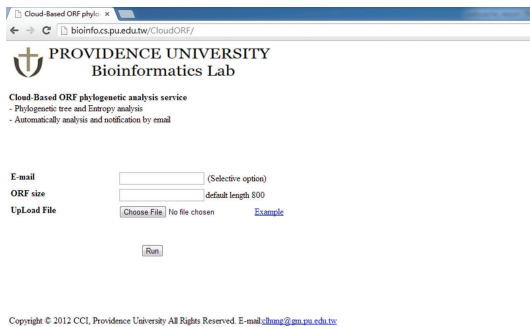 Cloud-Based ORF phylo
bioinfo.cs.pu.edu.tw/CloudORF/
PROVIDENCE UNIVERSITY
Bioinformatics Lab
Cloud-Based ORF phylogenetic analysis service
- Phylogenetic tree and Entropy analysis
- Automatically analysis and notification by email
E-mail (Selective option)
ORF size default length 800
UpLoad File Choose File No file chosen Example
Run
Copyright © 2012 CCI, Providence University All Rights Reserved. E-mail:clhung@gm.pu.edu.tw